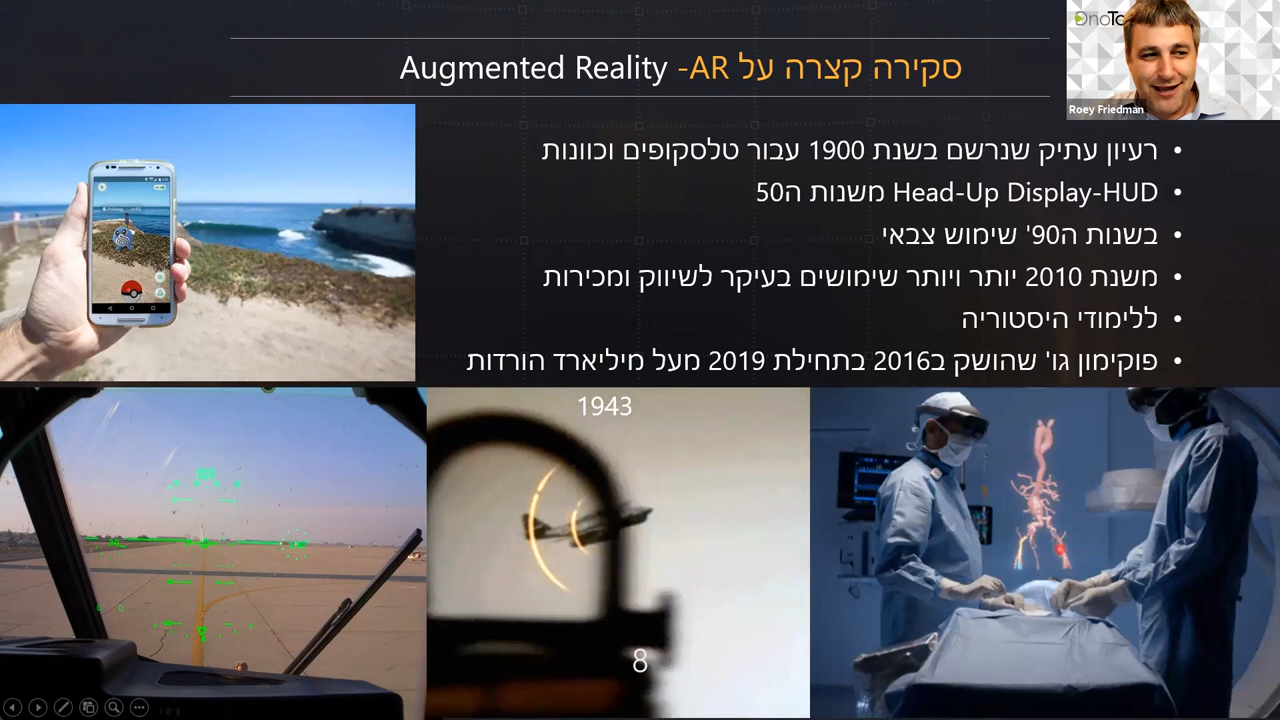 סקירה קצרה על AR- Augmented Reality
OnoTo
Roey Friedman
• רעיון עתיק שנרשם בשנת 1900 עבור טלסקופים וכוונות
• Head-Up Display-HUD משנות ה50
• בשנות ה90' שימוש צבאי
• משנת 2010 יותר ויותר שימושים בעיקר לשיווק ומכירות
• ללימודי היסטוריה
• פוקימון גו' שהושק ב2016 בתחילת 2019 מעל מיליארד הורדות
1943
8